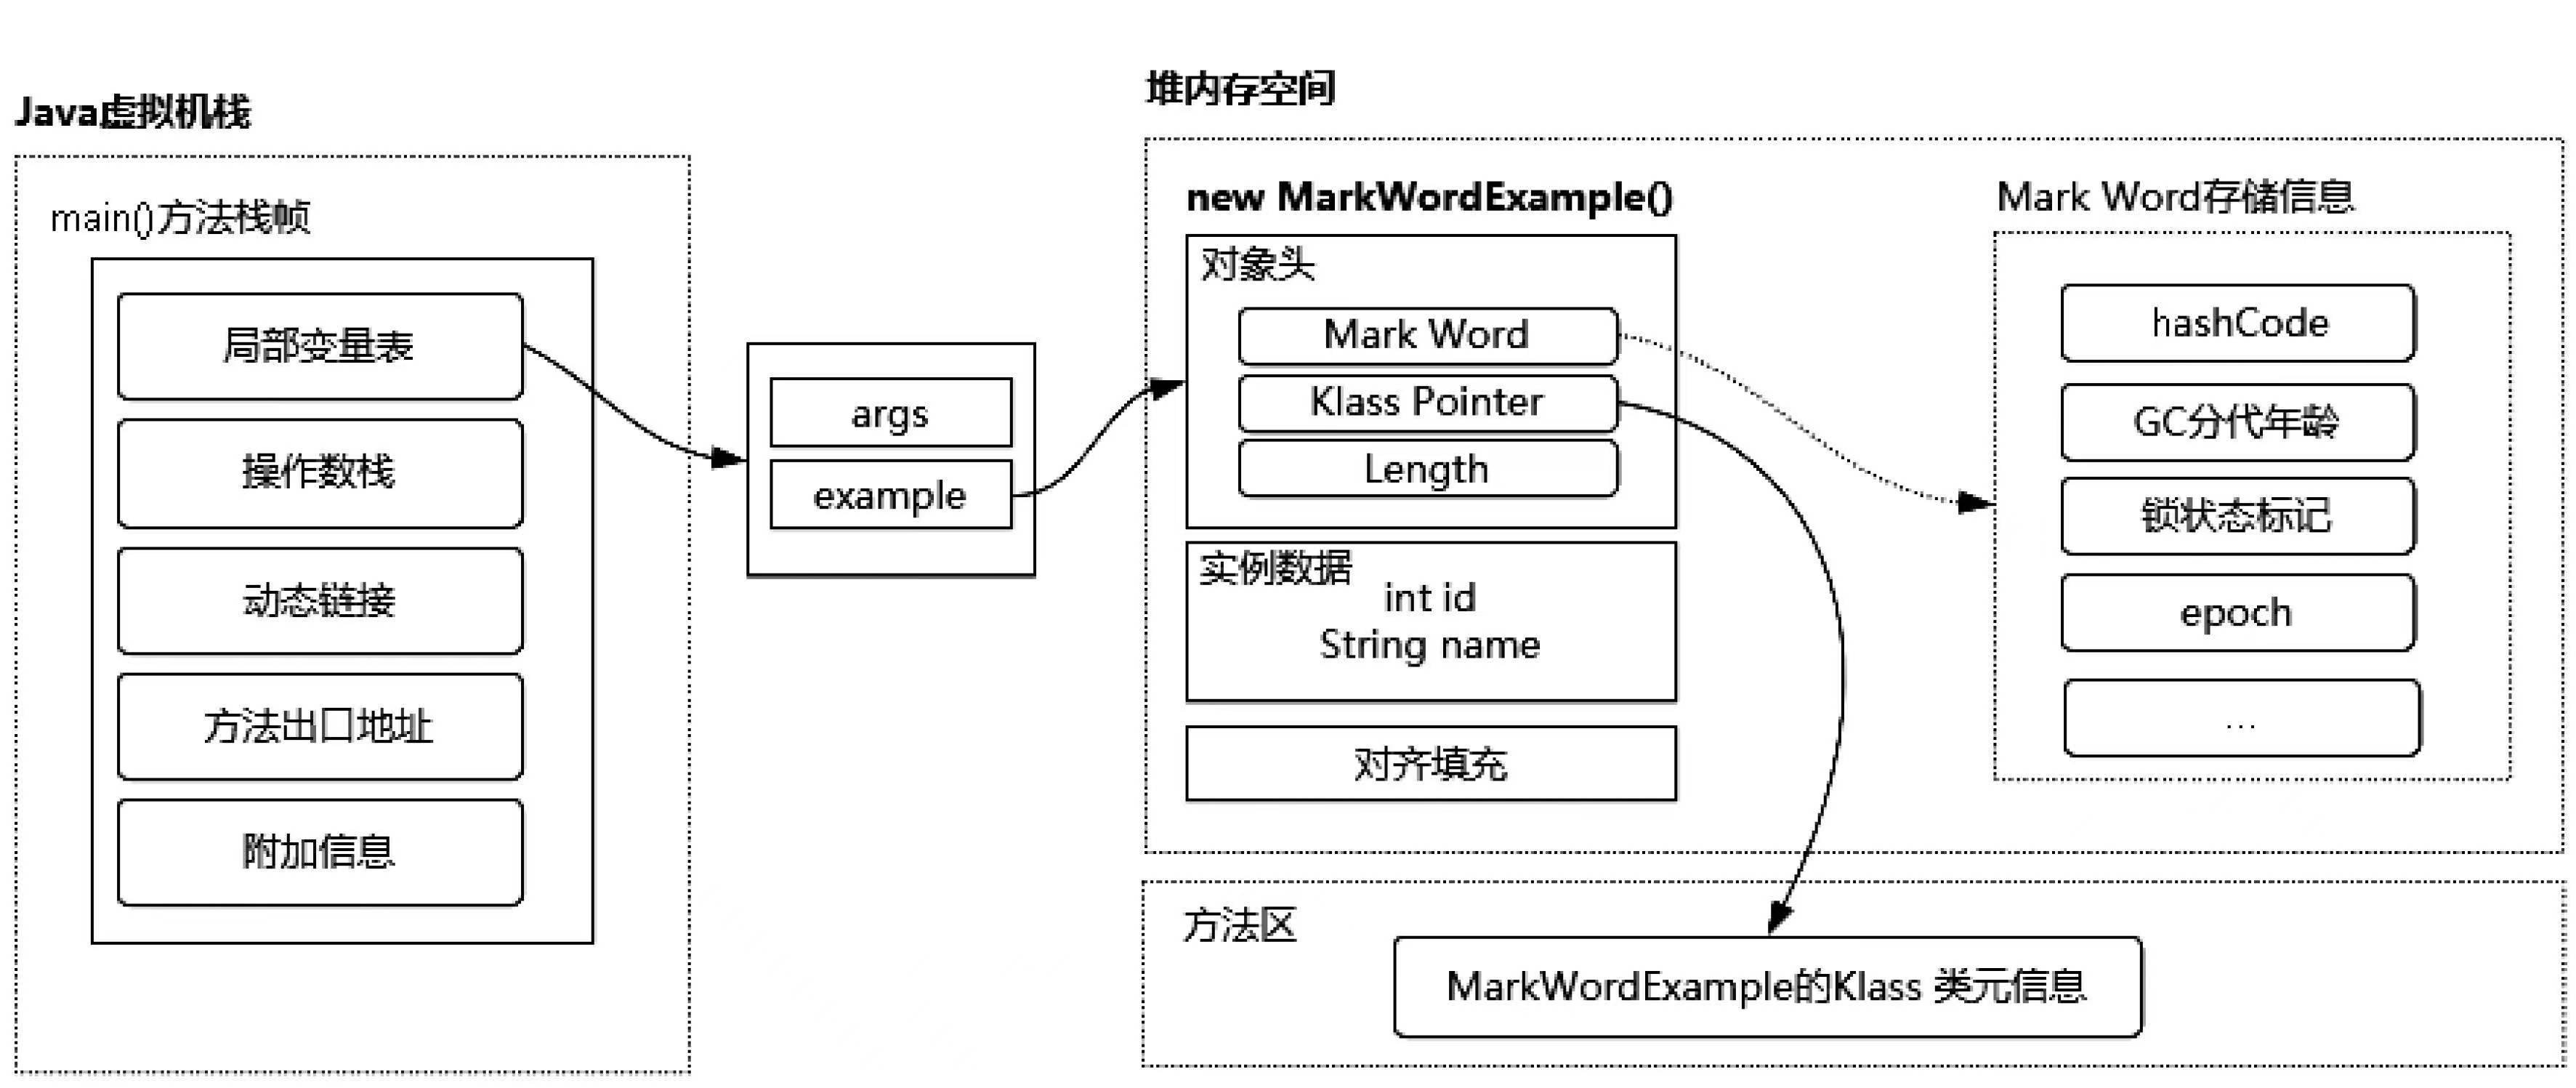 Java虚拟机栈
main()方法栈帧
局部变量表
操作数栈
动态链接
方法出口地址
附加信息
args
example
堆内存空间
new MarkWordExample()
对象头
Mark Word
Klass Pointer
Length
实例数据
int id
String name
对齐填充
Mark Word存储信息
hashCode
GC分代年龄
锁状态标记
epoch
...
方法区
MarkWordExample的Klass 类元信息